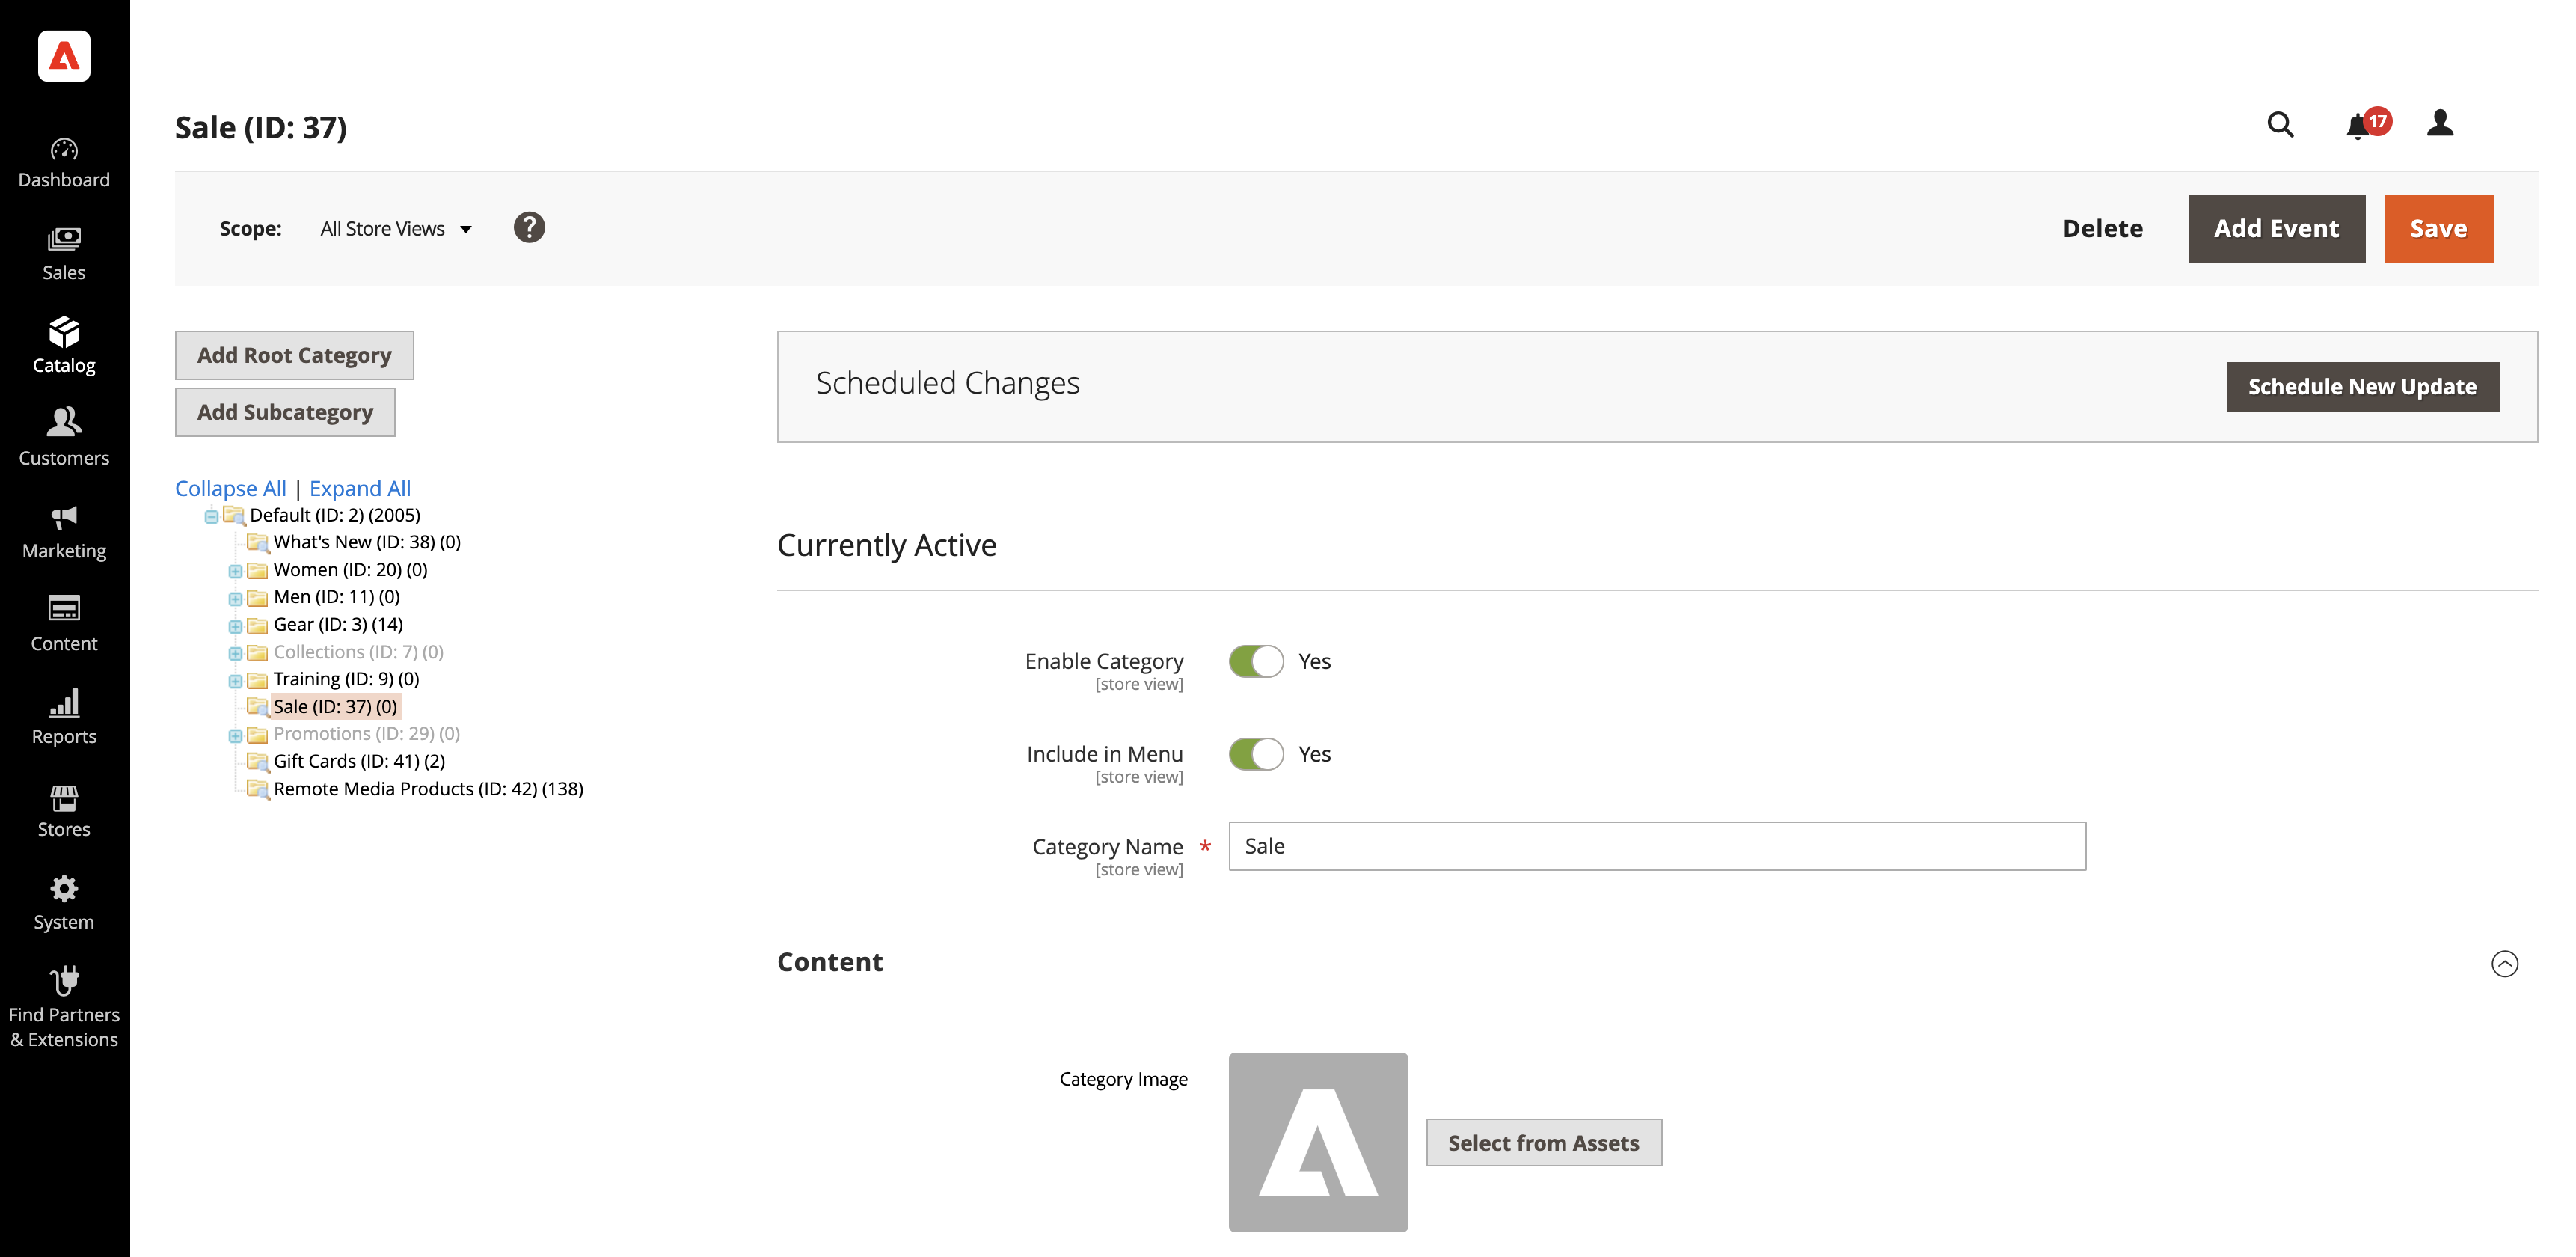 Dashboard
Sales
Catalog
Customers
Marketing
Content
Reports
Stores
System
Find Partners
& Extensions
Sale (ID: 37)
17
Scope: All Store Views ?
Delete Add Event Save
Add Root Category
Add Subcategory
Collapse All | Expand All
Default (ID: 2) (2005)
What's New (ID: 38) (0)
Women (ID: 20) (0)
Men (ID: 11) (0)
Gear (ID: 3) (14)
Collections (ID: 7) (0)
Training (ID: 9) (0)
Sale (ID: 37) (0)
Promotions (ID: 29) (0)
Gift Cards (ID: 41) (2)
Remote Media Products (ID: 42) (138)
Scheduled Changes Schedule New Update
Currently Active
Enable Category Yes
[store view]
Include in Menu Yes
[store view]
Category Name * Sale
[store view]
Content
Category Image
Select from Assets